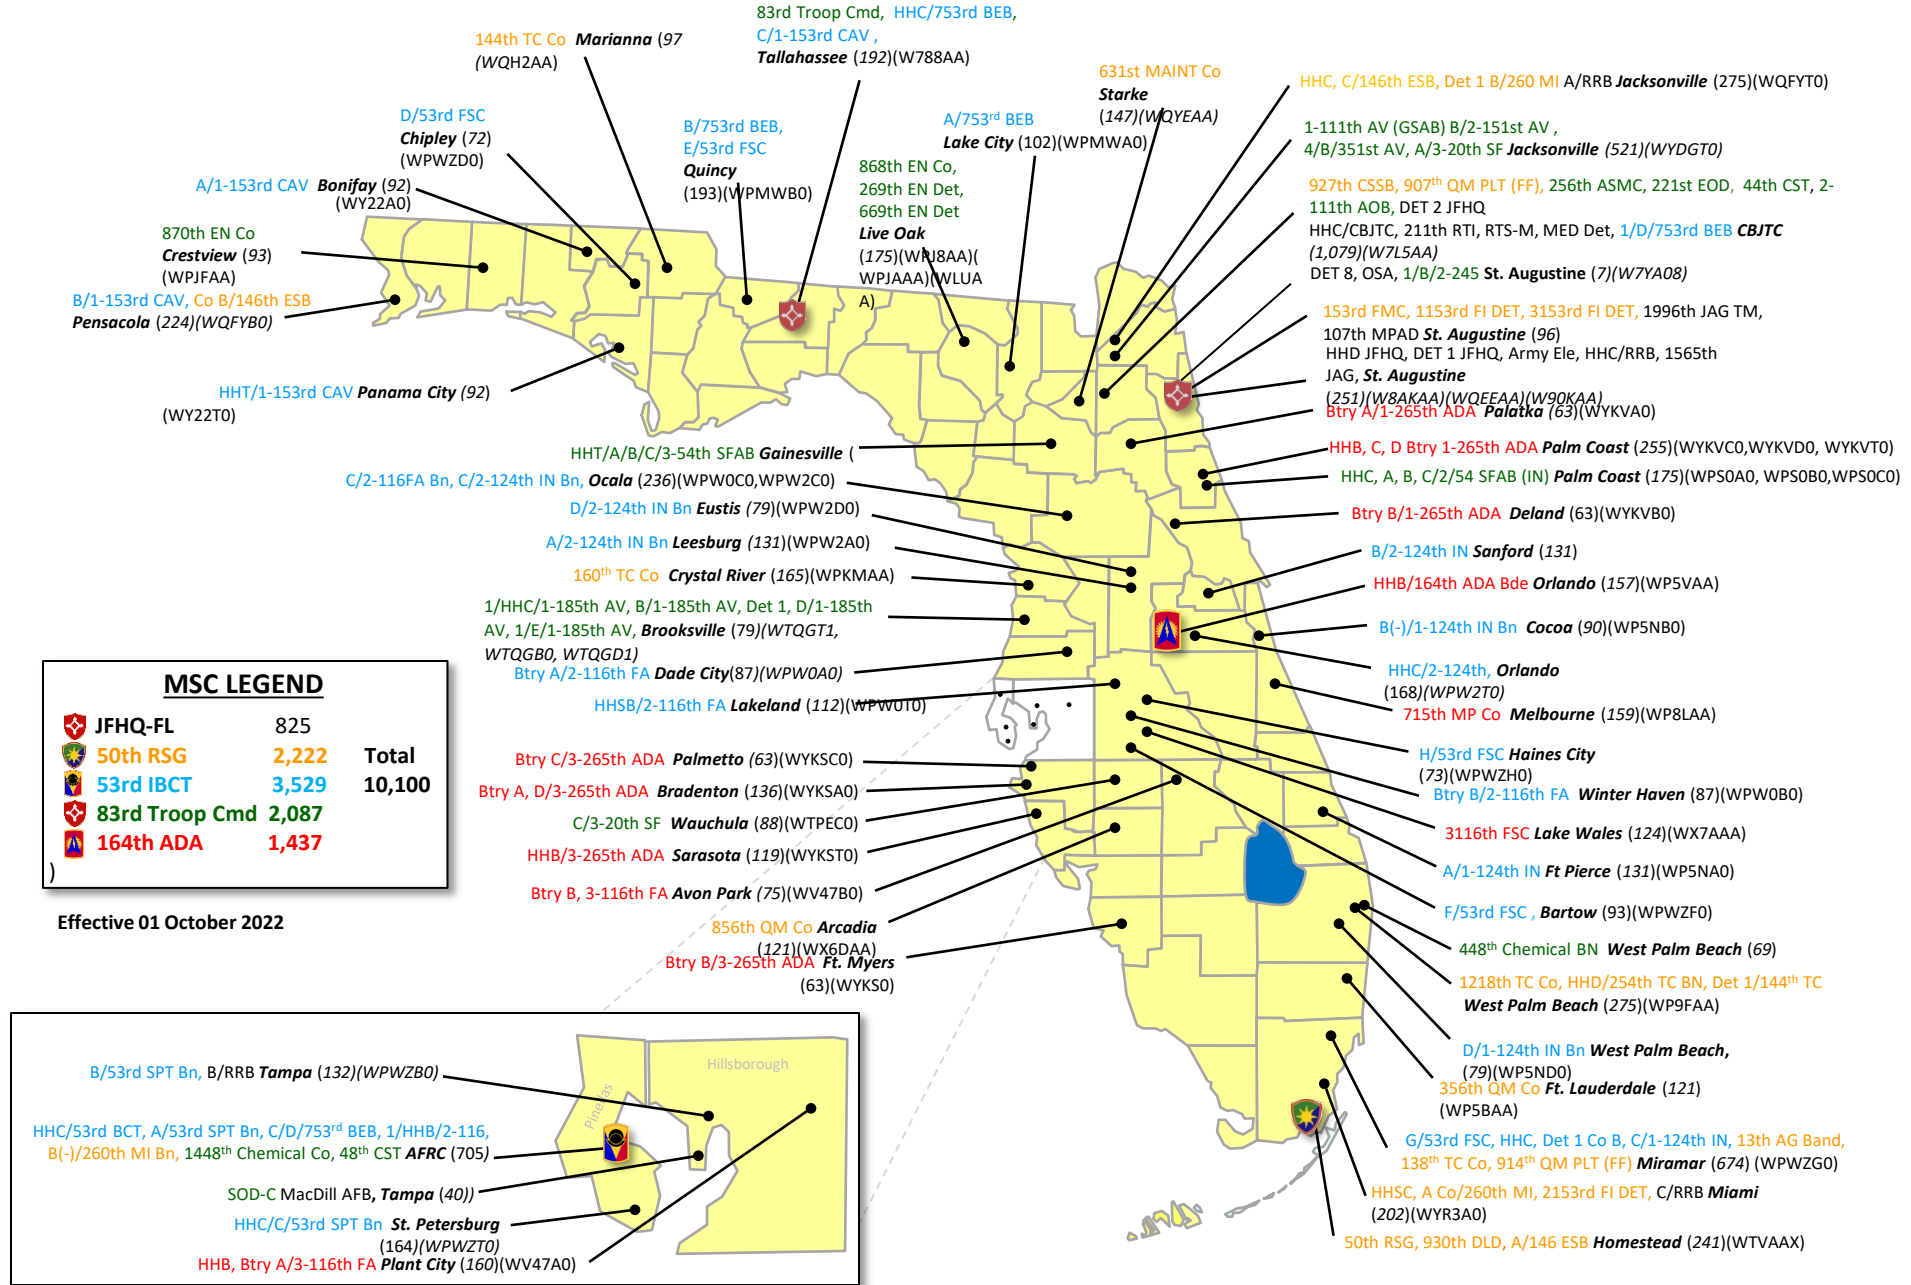 83rd Troop Cmd,  HHC/753rd BEB,
C/1-153rd CAV ,
Tallahassee (192)(W788AA)
144th TC Co  Marianna (97
(WQH2AA)
D/53rd FSC
Chipley (72)
(WPWZD0)
A/1-153rd CAV  Bonifay (92)
(WY22A0)
870th EN Co
Crestview (93)
(WPJFAA)
B/1-153rd CAV, Co B/146th ESB
Pensacola (224)(WQFYB0)
HHT/1-153rd CAV Panama City (92)
(WY22T0)
B/753rd BEB,
E/53rd FSC
Quincy
(193)(WPMWB0)
868th EN Co,
269th EN Det,
669th EN Det
Live Oak
(175)(WPJ8AA)(
WPJAAA)(WLUA
A)
A/753rd BEB
Lake City (102)(WPMWA0)
631st MAINT Co
Starke
(147)(WQYEAA)
HHC, C/146th ESB, Det 1 B/260 MI A/RRB Jacksonville (275)(WQFYT0)
1-111th AV (GSAB) B/2-151st AV ,
4/B/351st AV, A/3-20th SF Jacksonville (521)(WYDGT0)
927th CSSB, 907th QM PLT (FF), 256th ASMC, 221st EOD,  44th CST, 2-
111th AOB, DET 2 JFHQ
HHC/CBJTC, 211th RTI, RTS-M, MED Det, 1/D/753rd BEB CBJTC
(1,079)(W7L5AA)
DET 8, OSA, 1/B/2-245 St. Augustine (7)(W7YA08)
153rd FMC, 1153rd FI DET, 3153rd FI DET, 1996th JAG TM,
107th MPAD St. Augustine (96)
HHD JFHQ, DET 1 JFHQ, Army Ele, HHC/RRB, 1565th
JAG, St. Augustine
(251)(W8AKAA)(WQEEAA)(W90KAA)
Btry A/1-265th ADA  Palatka (63)(WYKVA0)
HHB, C, D Btry 1-265th ADA Palm Coast (255)(WYKVC0,WYKVD0, WYKVT0)
HHC, A, B, C/2/54 SFAB (IN) Palm Coast (175)(WPS0A0, WPS0B0,WPS0C0)
Btry B/1-265th ADA  Deland (63)(WYKVB0)
B/2-124th IN Sanford (131)
HHB/164th ADA Bde Orlando (157)(WP5VAA)
B(-)/1-124th IN Bn  Cocoa (90)(WP5NB0)
HHC/2-124th, Orlando
(168)(WPW2T0)
715th MP Co  Melbourne (159)(WP8LAA)
H/53rd FSC Haines City
(73)(WPWZH0)
Btry B/2-116th FA  Winter Haven (87)(WPW0B0)
3116th FSC Lake Wales (124)(WX7AAA)
A/1-124th IN Ft Pierce (131)(WP5NA0)
F/53rd FSC , Bartow (93)(WPWZF0)
448th Chemical BN  West Palm Beach (69)
1218th TC Co, HHD/254th TC BN, Det 1/144th TC
West Palm Beach (275)(WP9FAA)
D/1-124th IN Bn West Palm Beach,
(79)(WP5ND0)
356th QM Co Ft. Lauderdale (121)
(WP5BAA)
G/53rd FSC, HHC, Det 1 Co B, C/1-124th IN, 13th AG Band,
138th TC Co, 914th QM PLT (FF) Miramar (674) (WPWZG0)
HHSC, A Co/260th MI, 2153rd FI DET, C/RRB Miami
(202)(WYR3A0)
50th RSG, 930th DLD, A/146 ESB Homestead (241)(WTVAAX)
HHT/A/B/C/3-54th SFAB Gainesville (
C/2-116FA Bn, C/2-124th IN Bn, Ocala (236)(WPW0C0,WPW2C0)
D/2-124th IN Bn Eustis (79)(WPW2D0)
A/2-124th IN Bn Leesburg (131)(WPW2A0)
160th TC Co  Crystal River (165)(WPKMAA)
1/HHC/1-185th AV, B/1-185th AV, Det 1, D/1-185th
AV, 1/E/1-185th AV, Brooksville (79)(WTQGT1,
WTQGB0, WTQGD1)
Btry A/2-116th FA  Dade City(87)(WPW0A0)
HHSB/2-116th FA Lakeland (112)(WPW0T0)
Btry C/3-265th ADA  Palmetto (63)(WYKSC0)
Btry A, D/3-265th ADA  Bradenton (136)(WYKSA0)
C/3-20th SF  Wauchula (88)(WTPEC0)
HHB/3-265th ADA  Sarasota (119)(WYKST0)
Btry B, 3-116th FA  Avon Park (75)(WV47B0)
856th QM Co Arcadia
(121)(WX6DAA)
Btry B/3-265th ADA  Ft. Myers
(63)(WYKS0)
MSC LEGEND
JFHQ-FL 825
50th RSG 2,222 Total
53rd IBCT 3,529 10,100
83rd Troop Cmd 2,087
164th ADA 1,437
)
Effective 01 October 2022
Hillsborough
Pinellas
B/53rd SPT Bn, B/RRB Tampa (132)(WPWZB0)
HHC/53rd BCT, A/53rd SPT Bn, C/D/753rd BEB, 1/HHB/2-116,
B(-)/260th MI Bn, 1448th Chemical Co, 48th CST AFRC (705)
SOD-C MacDill AFB, Tampa (40))
HHC/C/53rd SPT Bn  St. Petersburg
(164)(WPWZT0)
HHB, Btry A/3-116th FA Plant City (160)(WV47A0)